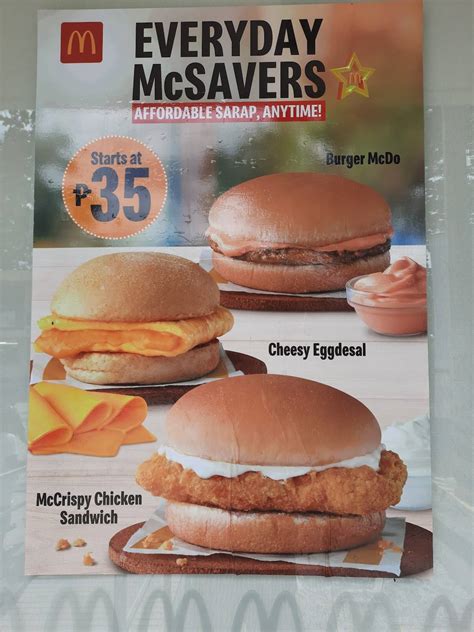 EVERYDAY
McSAVERS
AFFORDABLE SARAP, ANYTIME!
Starts at
₱35
Burger McDo
Cheesy Eggdesal
McCrispy Chicken
Sandwich